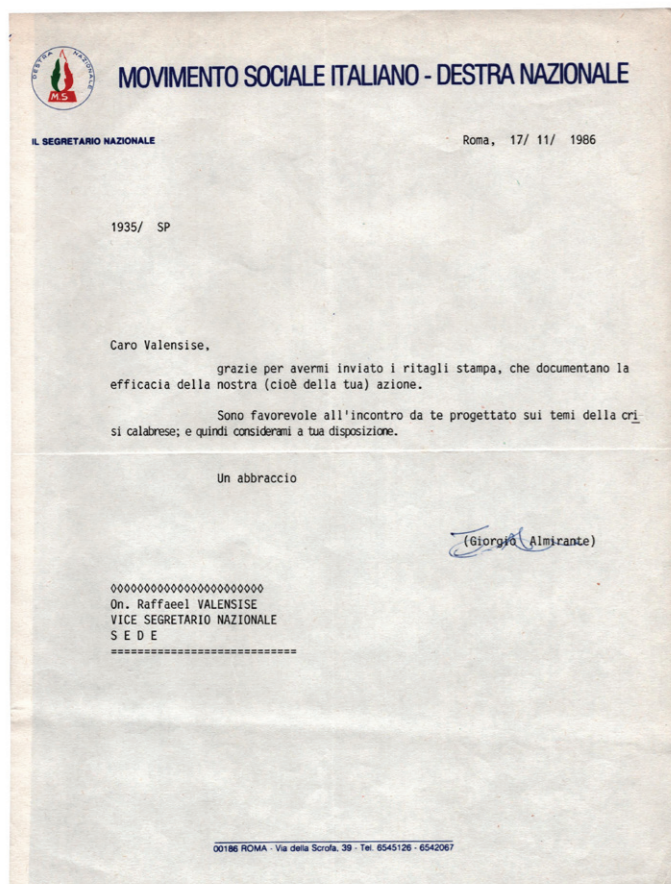 DESTRA NAZIONALE
M.S.
MOVIMENTO SOCIALE ITALIANO - DESTRA NAZIONALE
IL SEGRETARIO NAZIONALE
Roma, 17/ 11/ 1986
1935/ SP
Caro Valensise,
grazie per avermi inviato i ritagli stampa, che documentano la
efficacia della nostra (cioè della tua) azione.
Sono favorevole all'incontro da te progettato sui temi della cri
si calabrese; e quindi considerami a tua disposizione.
Un abbraccio
(Giorgio Almirante)
◊◊◊◊◊◊◊◊◊◊◊◊◊◊◊◊◊◊◊◊◊◊◊
On. Raffaeel VALENSISE
VICE SEGRETARIO NAZIONALE
S E D E
============================
00186 ROMA - Via della Scrofa, 39 - Tel. 6545126 - 6542067